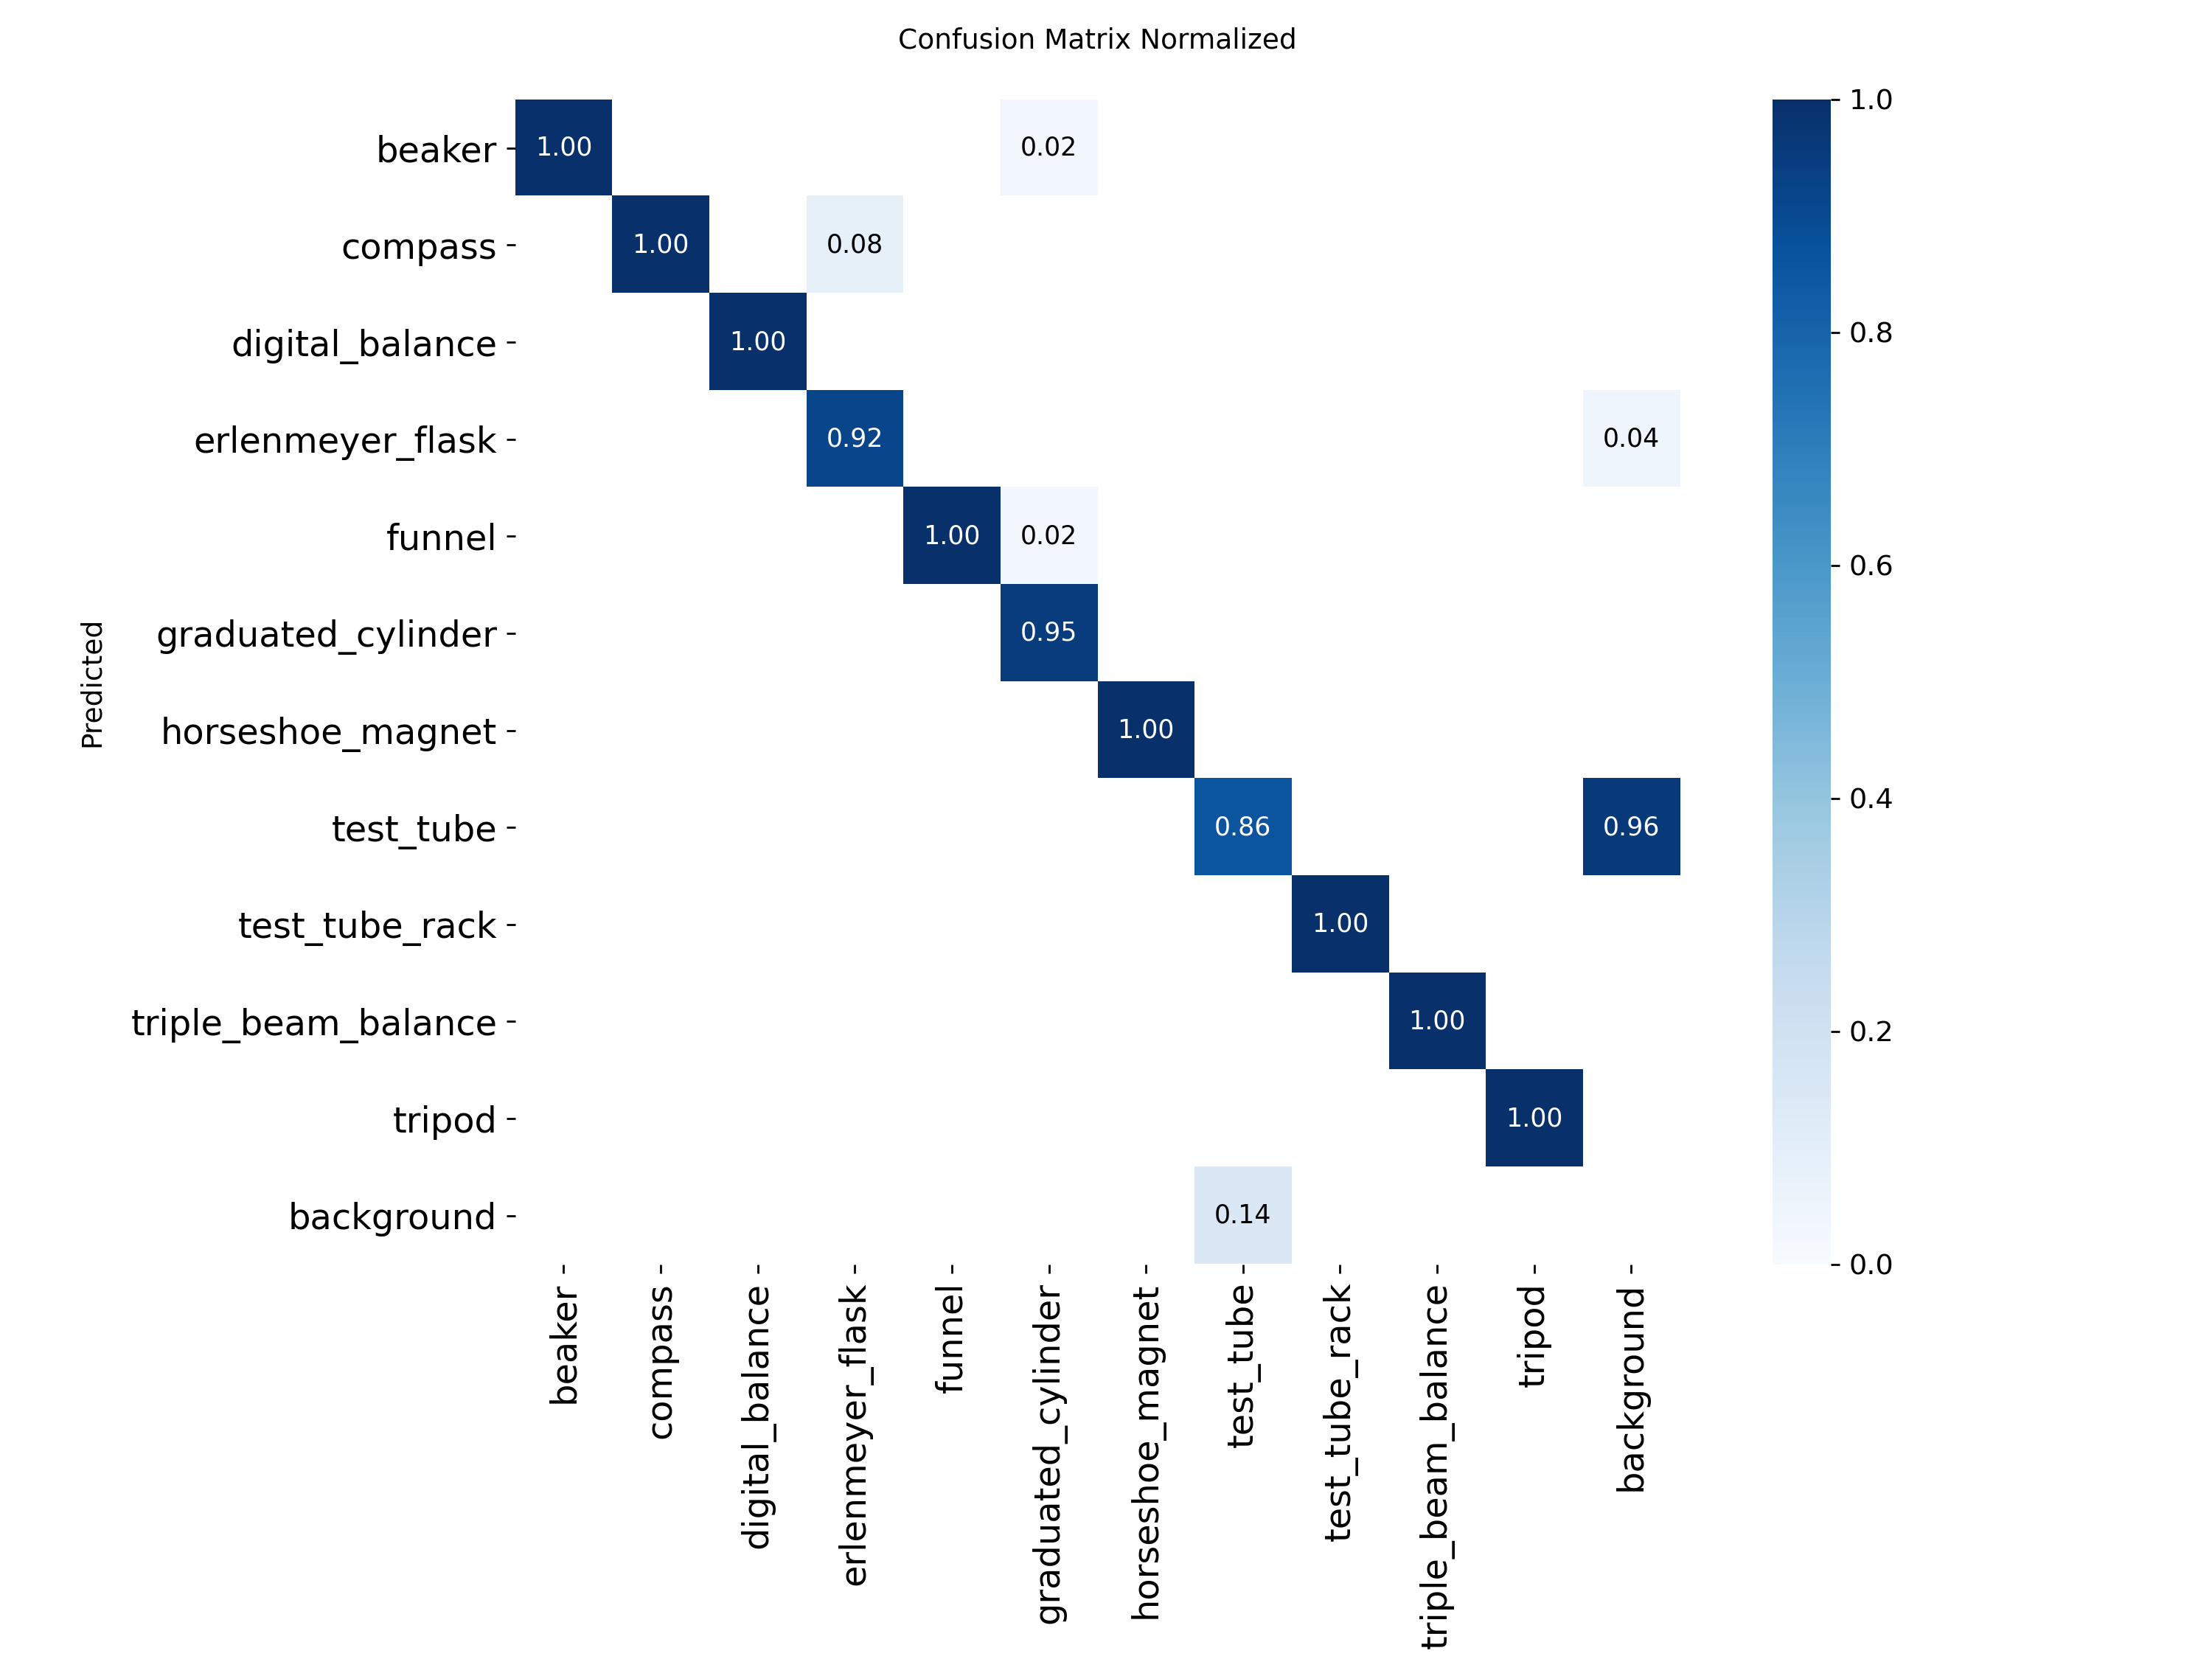 Confusion Matrix Normalized
Predicted
beaker
compass
digital_balance
erlenmeyer_flask
funnel
graduated_cylinder
horseshoe_magnet
test_tube
test_tube_rack
triple_beam_balance
tripod
background
1.00 0.02
1.00 0.08
1.00
0.92 0.04
1.00 0.02
0.95
1.00
0.86 0.96
1.00
1.00
1.00
0.14
beaker
compass
digital_balance
erlenmeyer_flask
funnel
graduated_cylinder
horseshoe_magnet
test_tube
test_tube_rack
triple_beam_balance
tripod
background
1.0
0.8
0.6
0.4
0.2
0.0